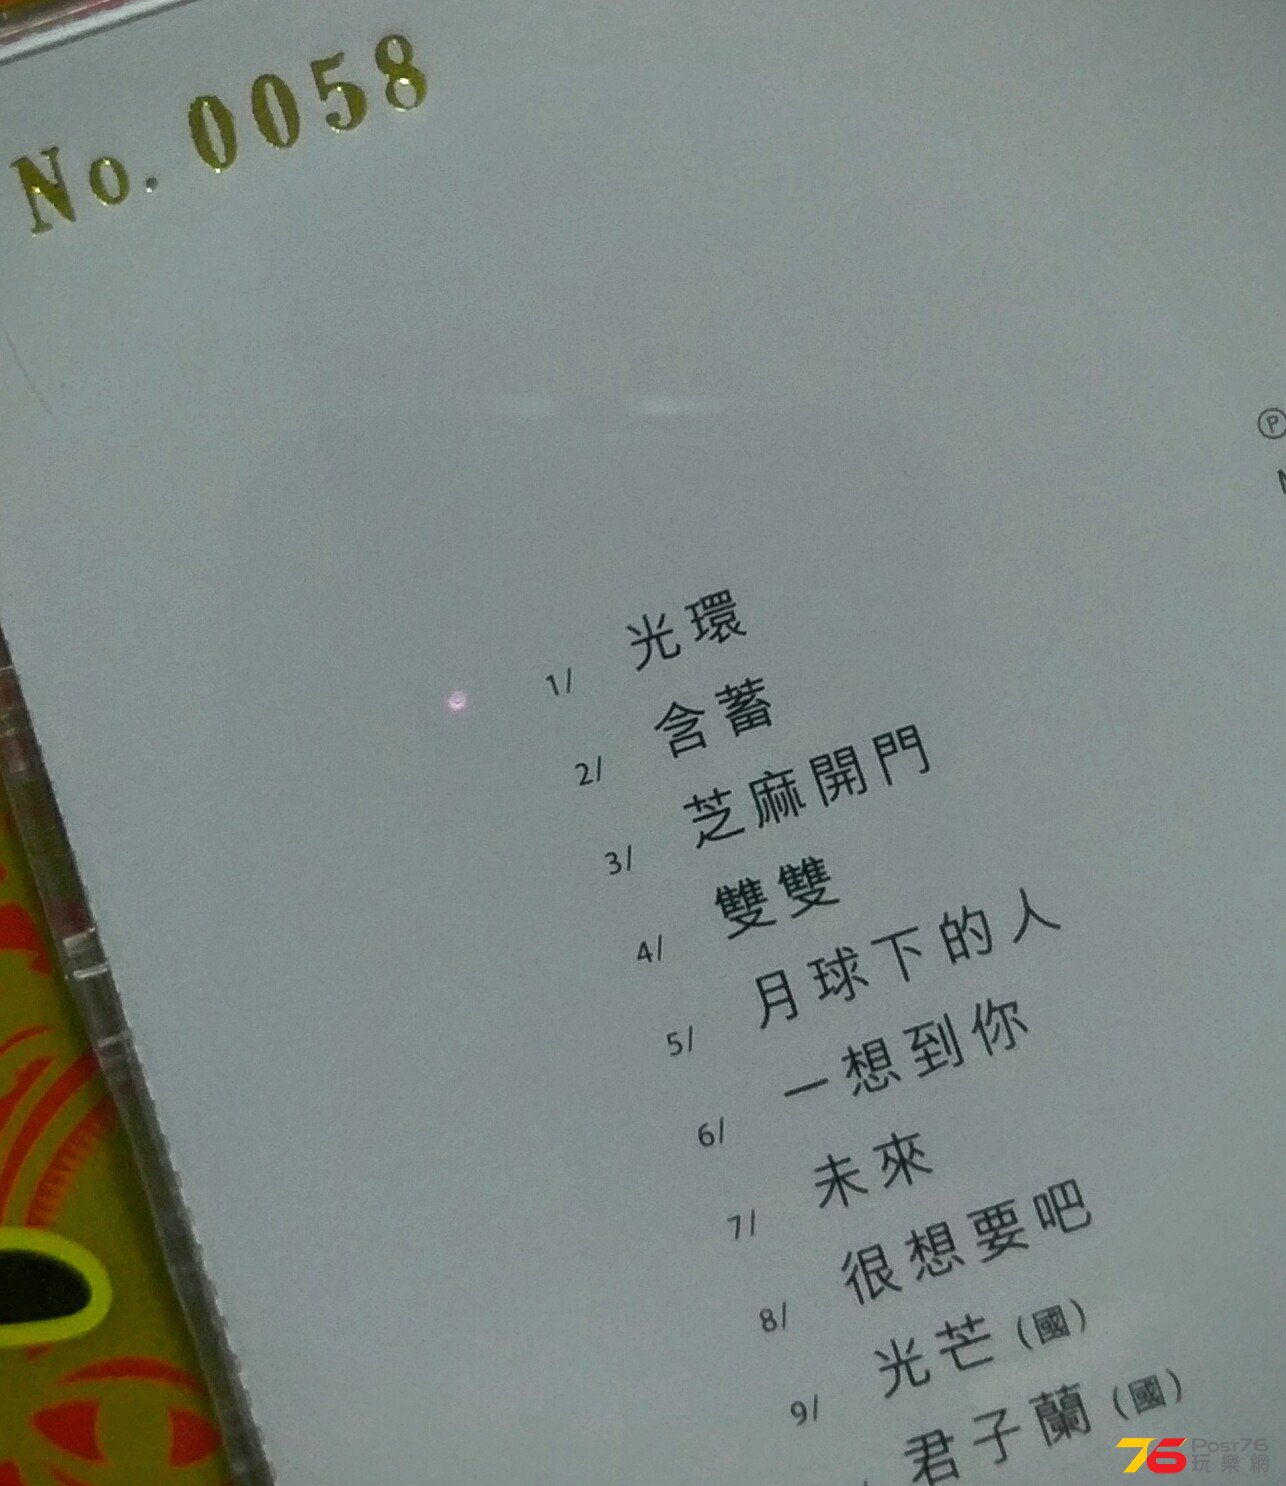 No. 0058
Ⓟ
1/ 光環
2/ 含蓄
3/ 芝麻開門
4/ 雙雙
5/ 月球下的人
6/ 一想到你
7/ 未來
8/ 很想要吧
9/ 光芒（國）
君子蘭（國）
76 Post76
玩樂網